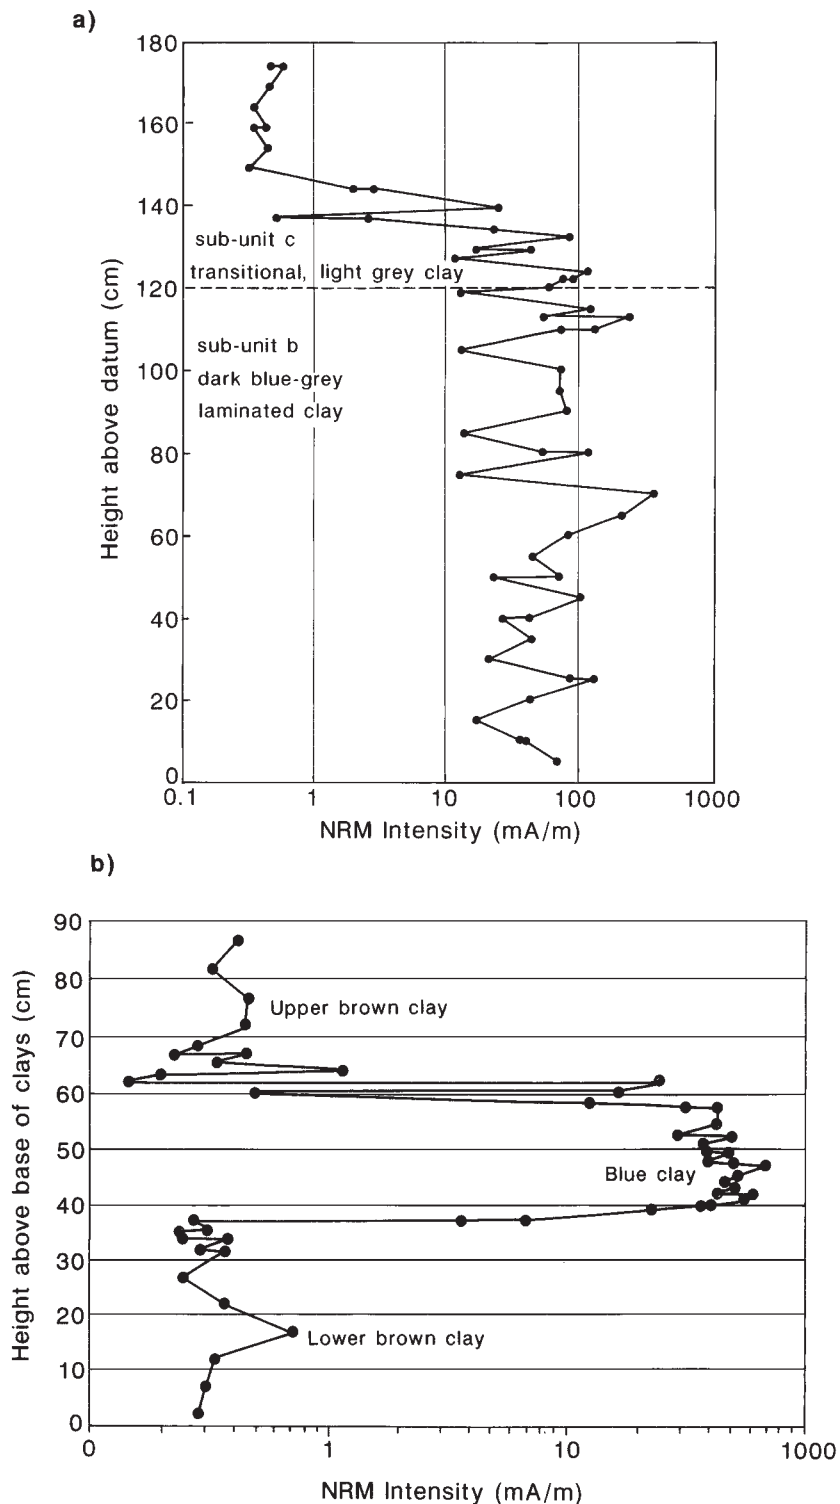 a)
180
160
140
120
100
80
60
40
20
0
Height above datum (cm)
sub-unit c
transitional, light grey clay
sub-unit b
dark blue-grey
laminated clay
0.1 1 10 100 1000
NRM Intensity (mA/m)
b)
90
80
70
60
50
40
30
20
10
0
Height above base of clays (cm)
Upper brown clay
Blue clay
Lower brown clay
0 1 10 1000
NRM Intensity (mA/m)